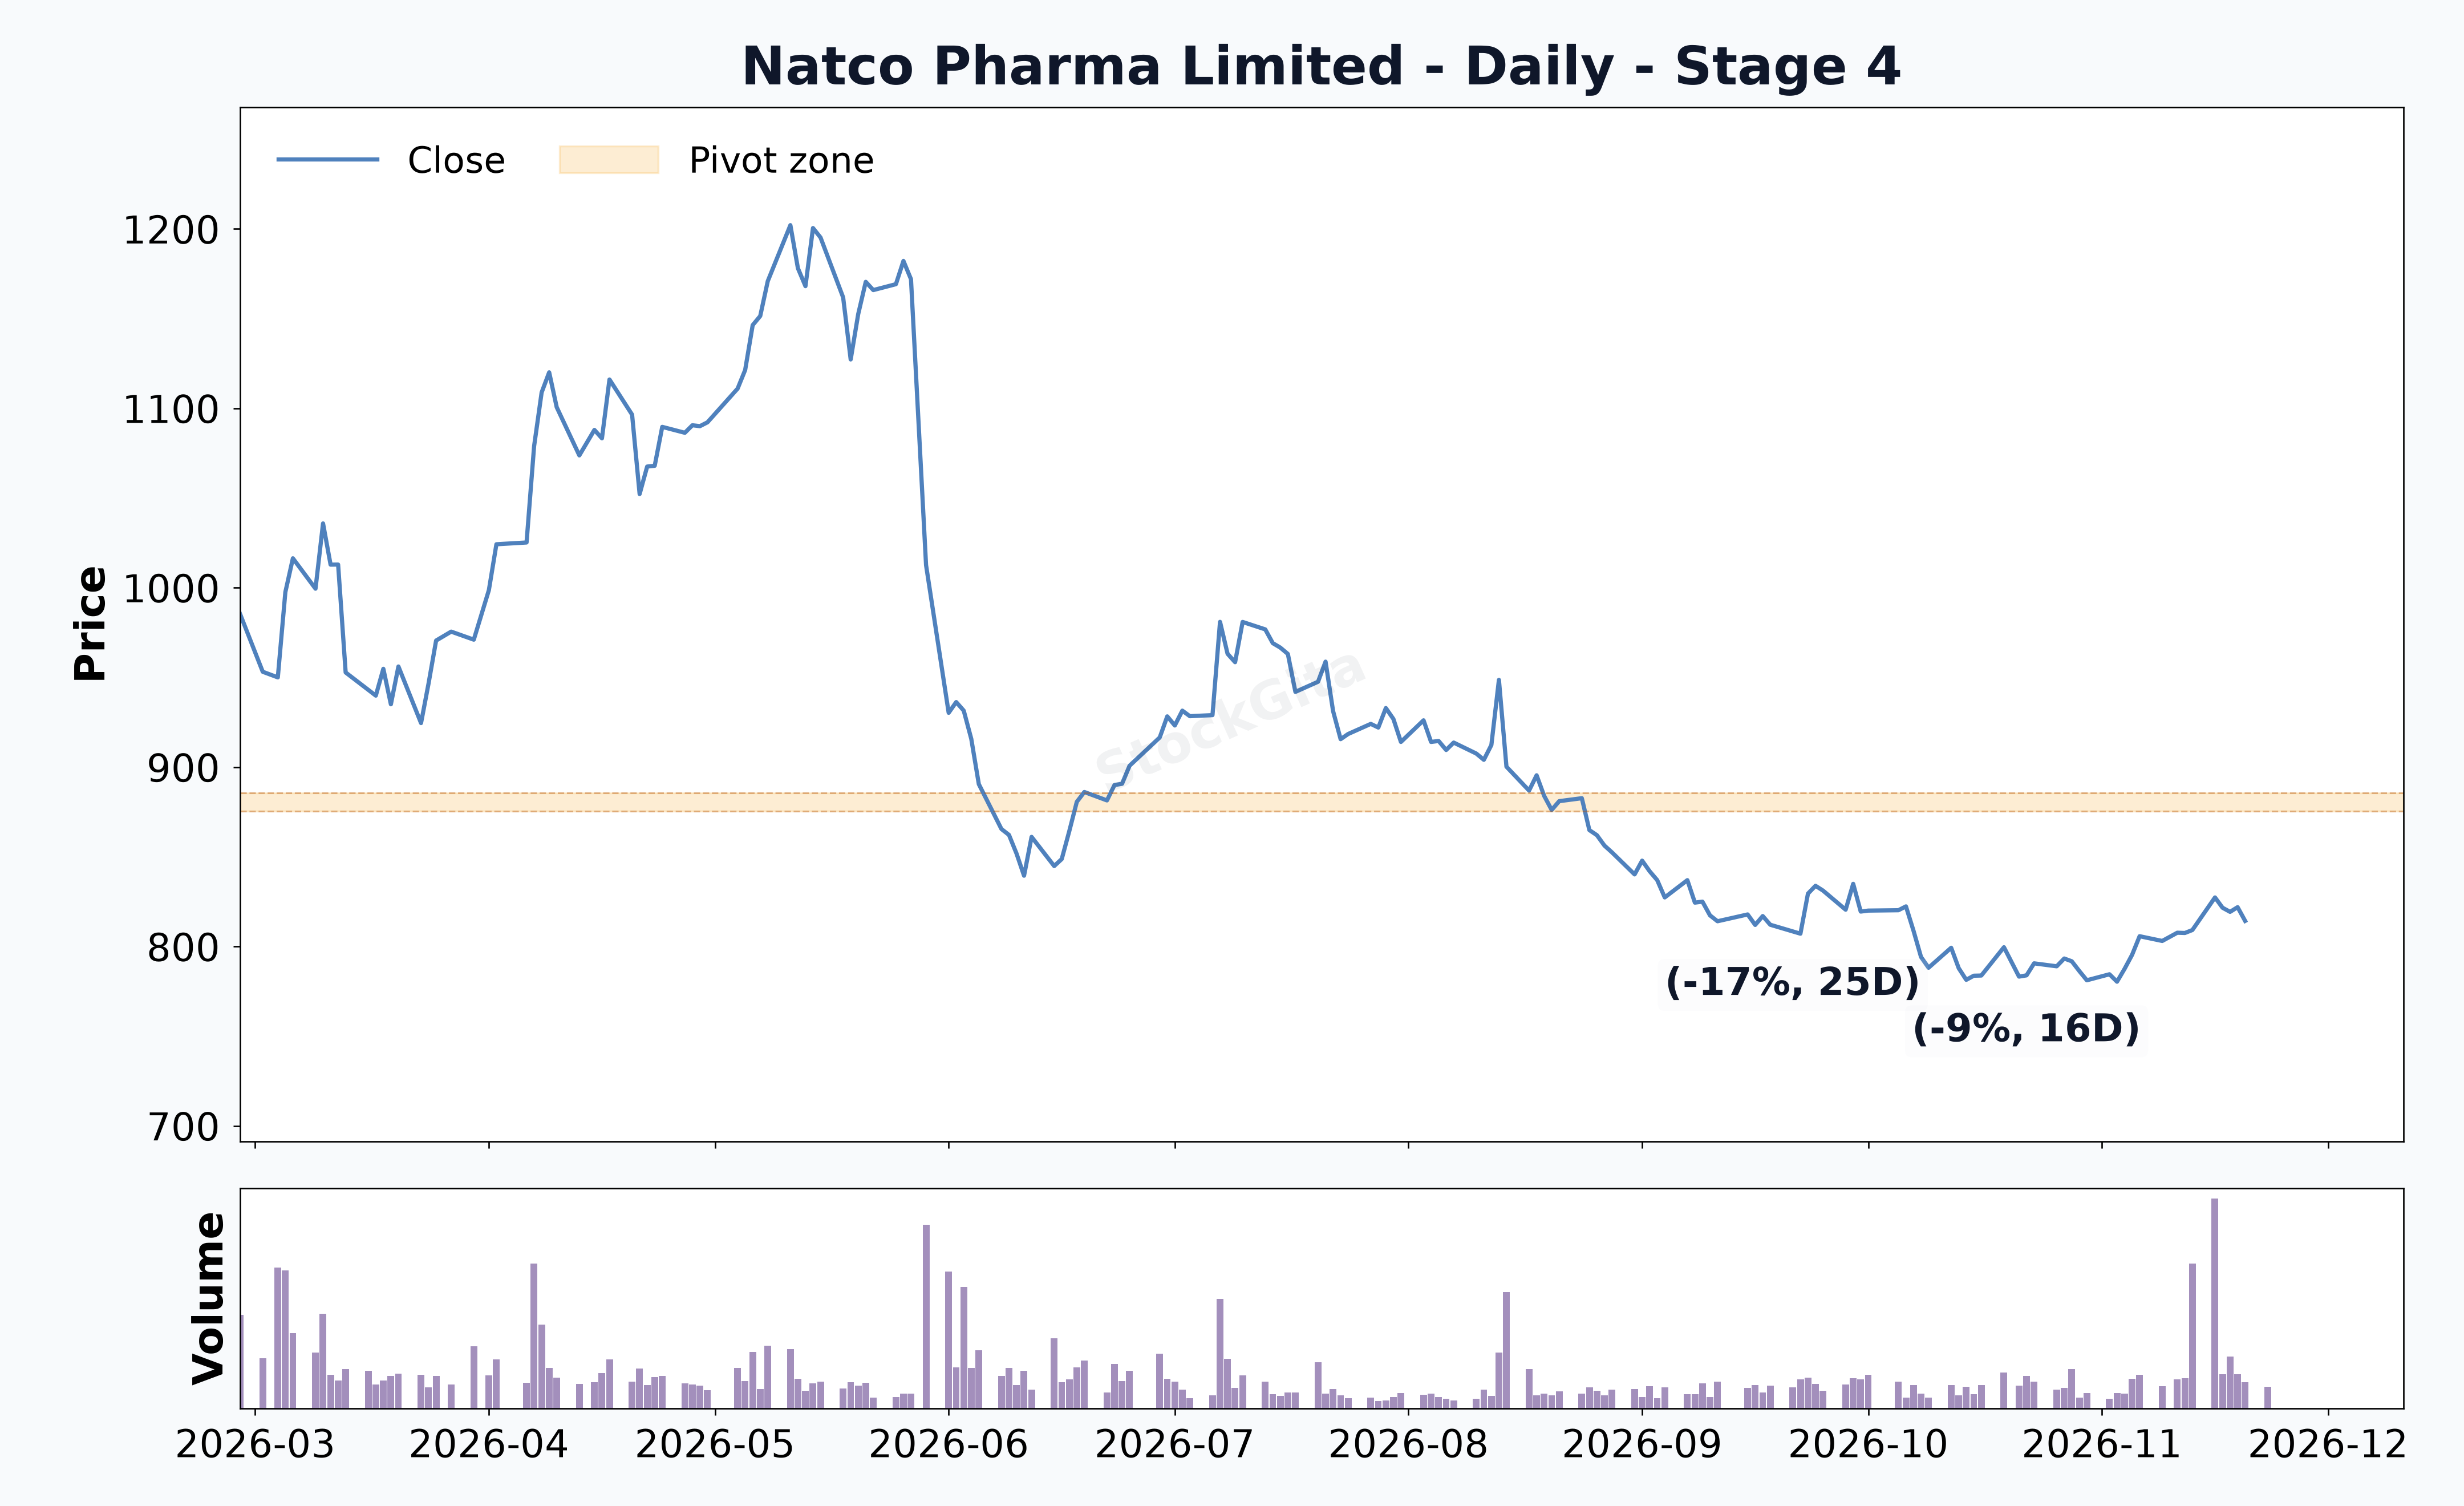 Natco Pharma Limited - Daily - Stage 4
Close
Pivot zone
Price
1200
1100
1000
900
800
700
StockGita
(-17%, 25D)
(-9%, 16D)
Volume
2026-03
2026-04
2026-05
2026-06
2026-07
2026-08
2026-09
2026-10
2026-11
2026-12